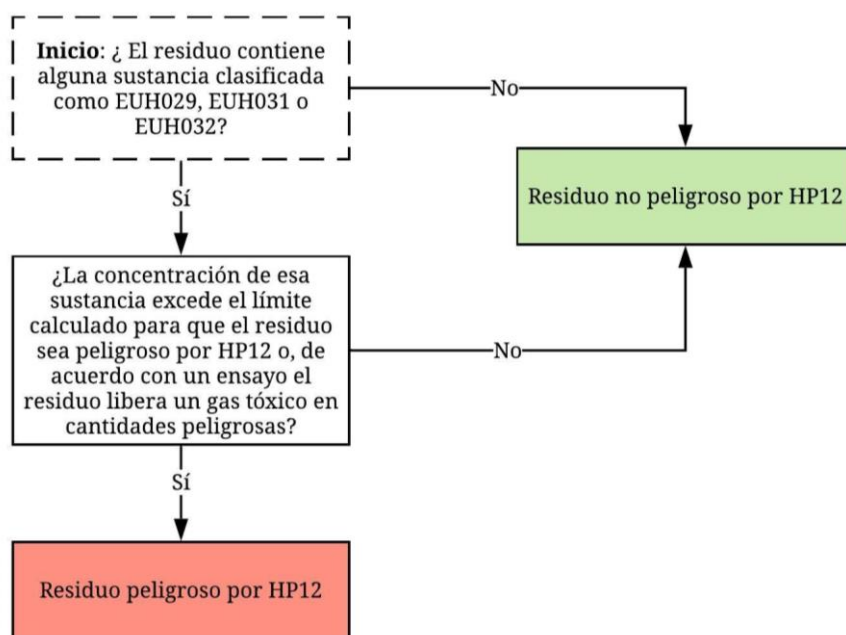 Inicio: ¿ El residuo contiene
alguna sustancia clasificada
como EUH029, EUH031 o
EUH032?
No
Sí
Residuo no peligroso por HP12
¿La concentración de esa
sustancia excede el límite
calculado para que el residuo
sea peligroso por HP12 o, de
acuerdo con un ensayo el
residuo libera un gas tóxico en
cantidades peligrosas?
No
Sí
Residuo peligroso por HP12